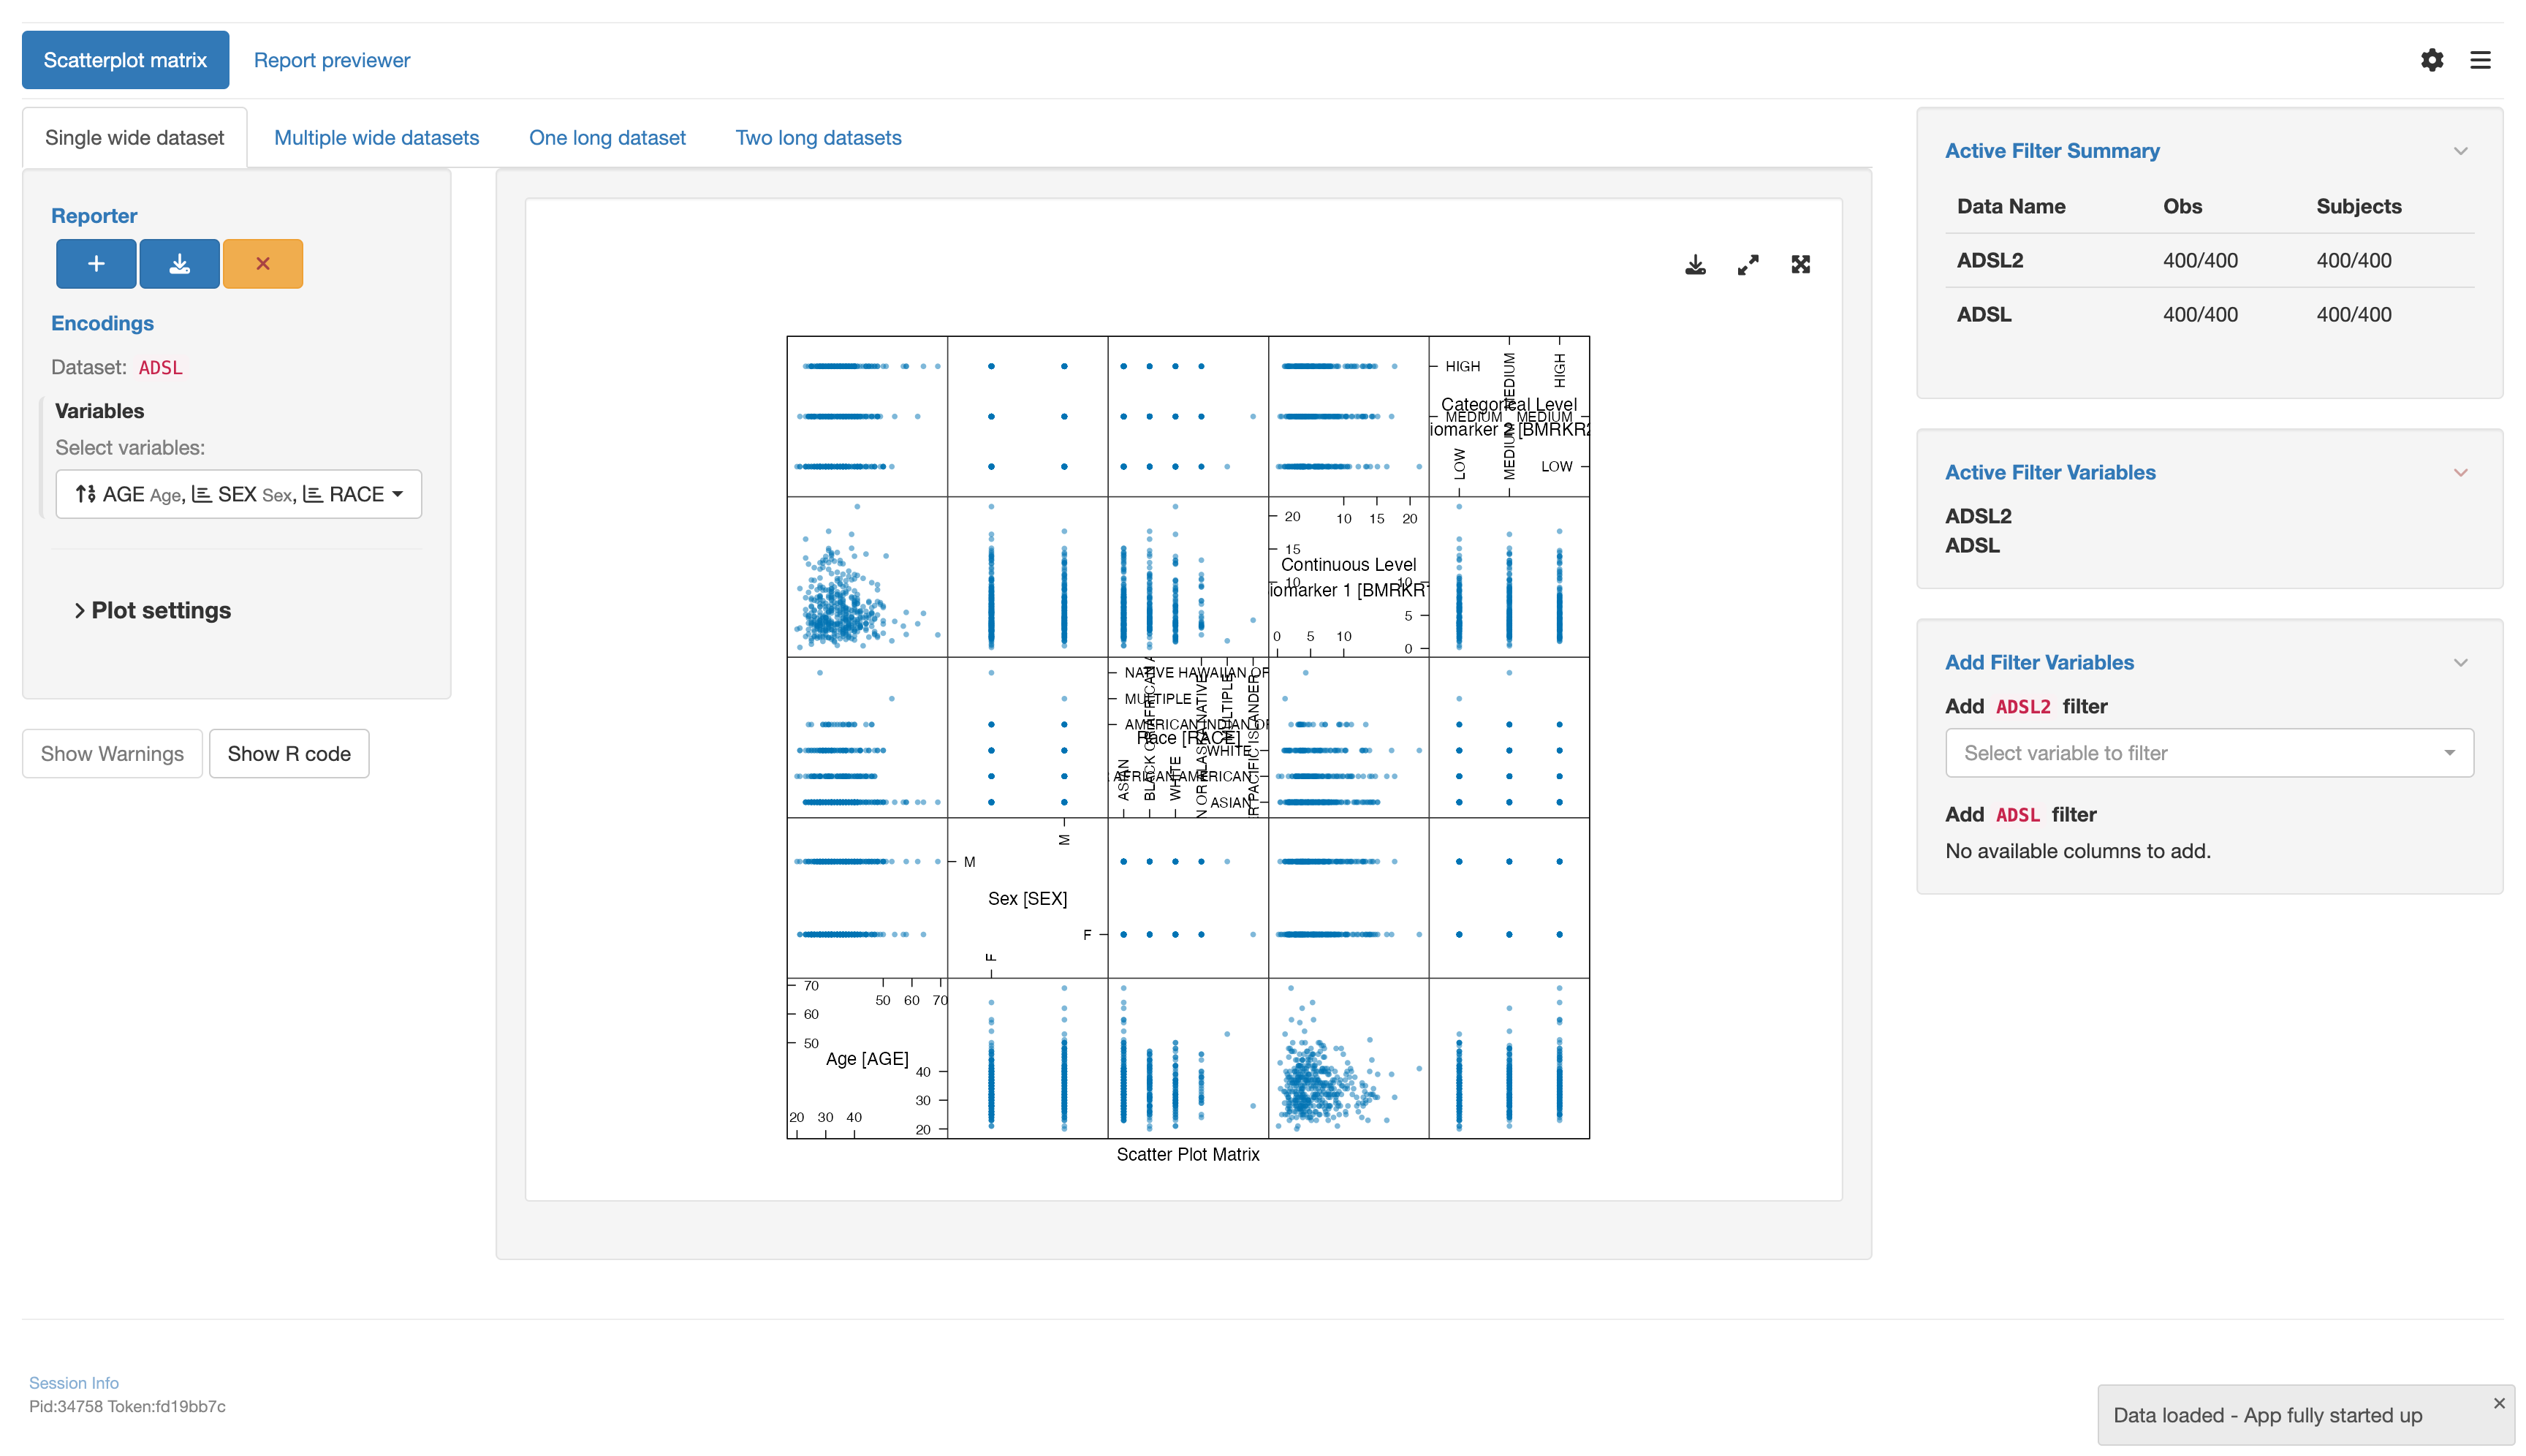 Scatterplot matrix Report previewer
Single wide dataset Multiple wide datasets One long dataset Two long datasets
Reporter
Encodings
Dataset: ADSL
Variables
Select variables:
AGE Age, SEX Sex, RACE
Plot settings
Show Warnings Show R code
HIGH MEDIUM HIGH
Categorical Level
MEDIUM MEDIUM
iomarker 2 [BMRKR2
LOW MEDIUM LOW
20 10 15 20
15
Continuous Level
10 10
iomarker 1 [BMRKR
5
0 5 10
0
NATIVE HAWAIIAN OR
MULTIPLE
AMERICAN INDIAN OR
Race [RACE]
WHITE
AFRICAN AMERICAN
ASIAN
ASIAN
BLACK OR AFRICAN A
WHITE
N OR ALASKA NATIVE
MULTIPLE
R PACIFIC ISLANDER
M
M
Sex [SEX]
F
F
70 50 60 70
60
50
Age [AGE]
40
30
20 30 40
20
Scatter Plot Matrix
Active Filter Summary
Data Name Obs Subjects
ADSL2 400/400 400/400
ADSL 400/400 400/400
Active Filter Variables
ADSL2
ADSL
Add Filter Variables
Add ADSL2 filter
Select variable to filter
Add ADSL filter
No available columns to add.
Session Info
Pid:34758 Token:fd19bb7c
Data loaded - App fully started up ×